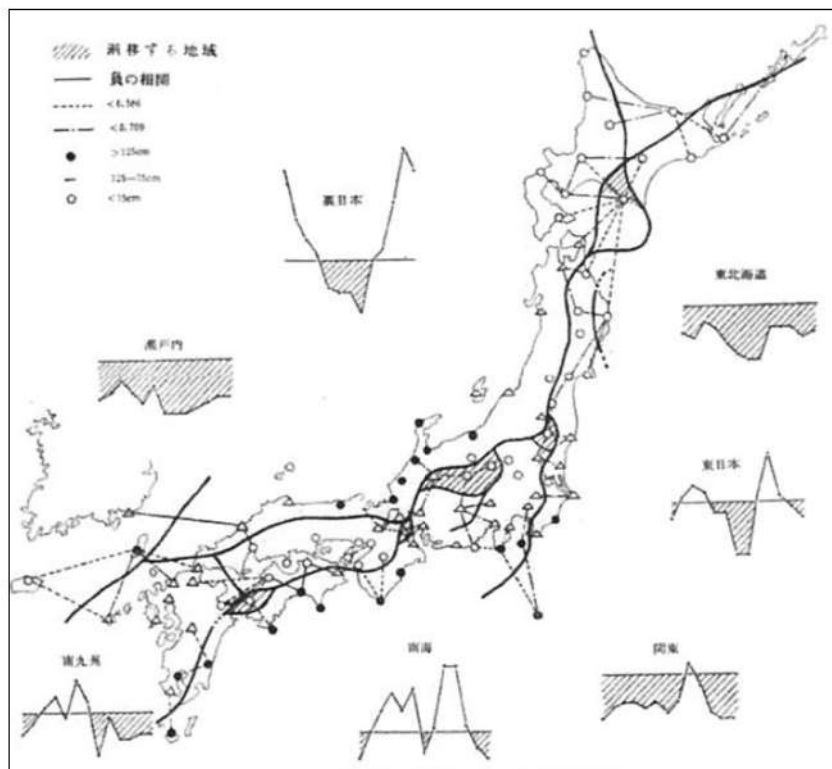 漸移する地域
負の相関
<0.586
<0.709
>125cm
125—75cm
<75cm
裏日本
東北海道
瀬戸内
東日本
南九州
南海
関東